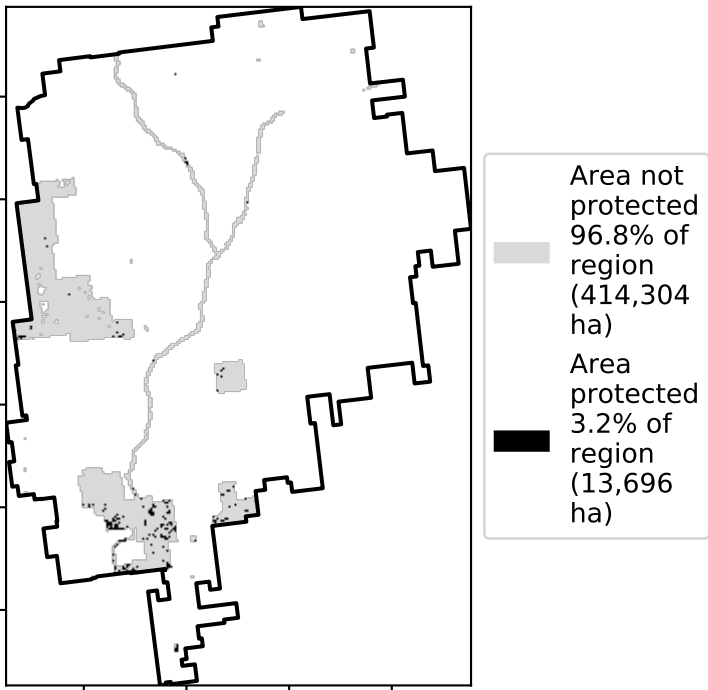 Area not
protected
96.8% of
region
(414,304
ha)
Area
protected
3.2% of
region
(13,696
ha)